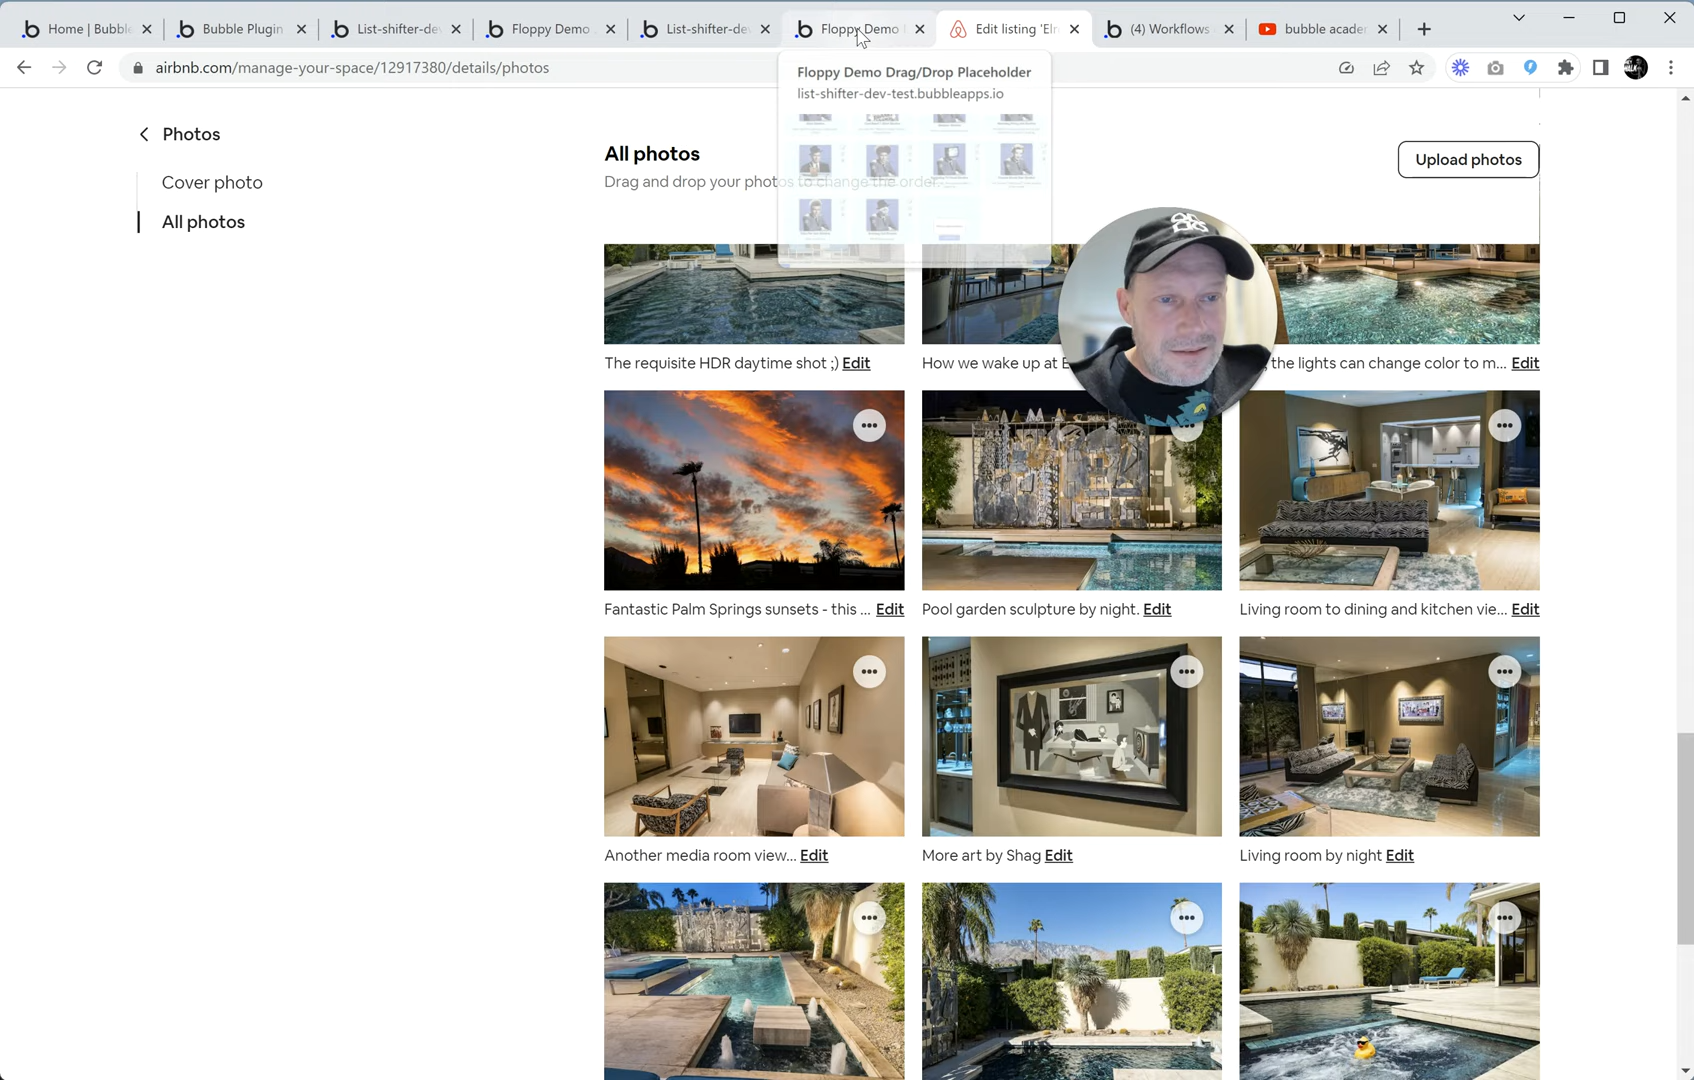 Home | Bubble
Bubble Plugin
List-shifter-dev
Floppy Demo
List-shifter-dev
Floppy Demo
Edit listing 'Elr
(4) Workflows
bubble acader
airbnb.com/manage-your-space/12917380/details/photos
Floppy Demo Drag/Drop Placeholder
list-shifter-dev-test.bubbleapps.io
Photos
Cover photo
All photos
All photos
Drag and drop your photos to change the order.
Upload photos
The requisite HDR daytime shot ;) Edit
How we wake up at E
the lights can change color to m... Edit
Fantastic Palm Springs sunsets - this ... Edit
Pool garden sculpture by night. Edit
Living room to dining and kitchen vie... Edit
Another media room view... Edit
More art by Shag Edit
Living room by night Edit